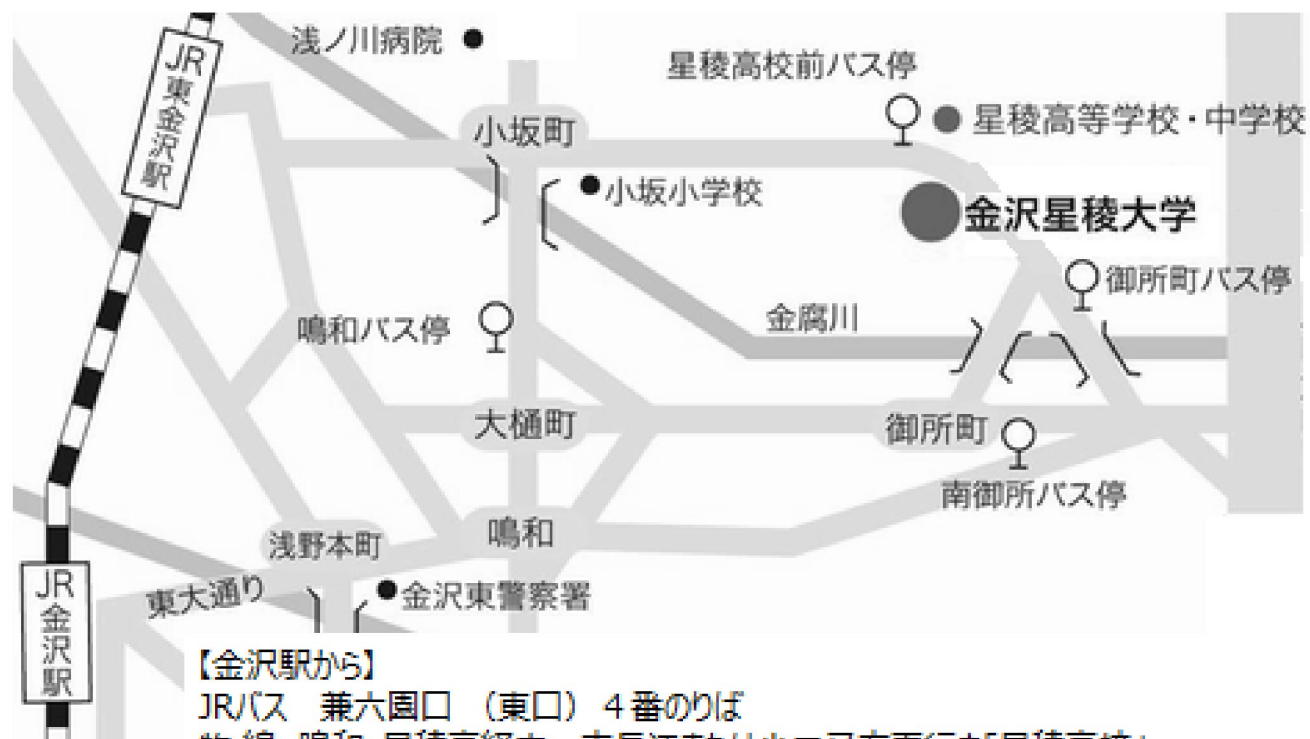 浅ノ川病院
星稜高校前バス停
JR東金沢駅
小坂町
星稜高等学校・中学校
小坂小学校
金沢星稜大学
御所町バス停
鳴和バス停
金腐川
大樋町
御所町
南御所バス停
鳴和
浅野本町
東大通り
金沢東警察署
JR金沢駅
【金沢駅から】
JRバス 兼六園口 （東口） 4番のりば